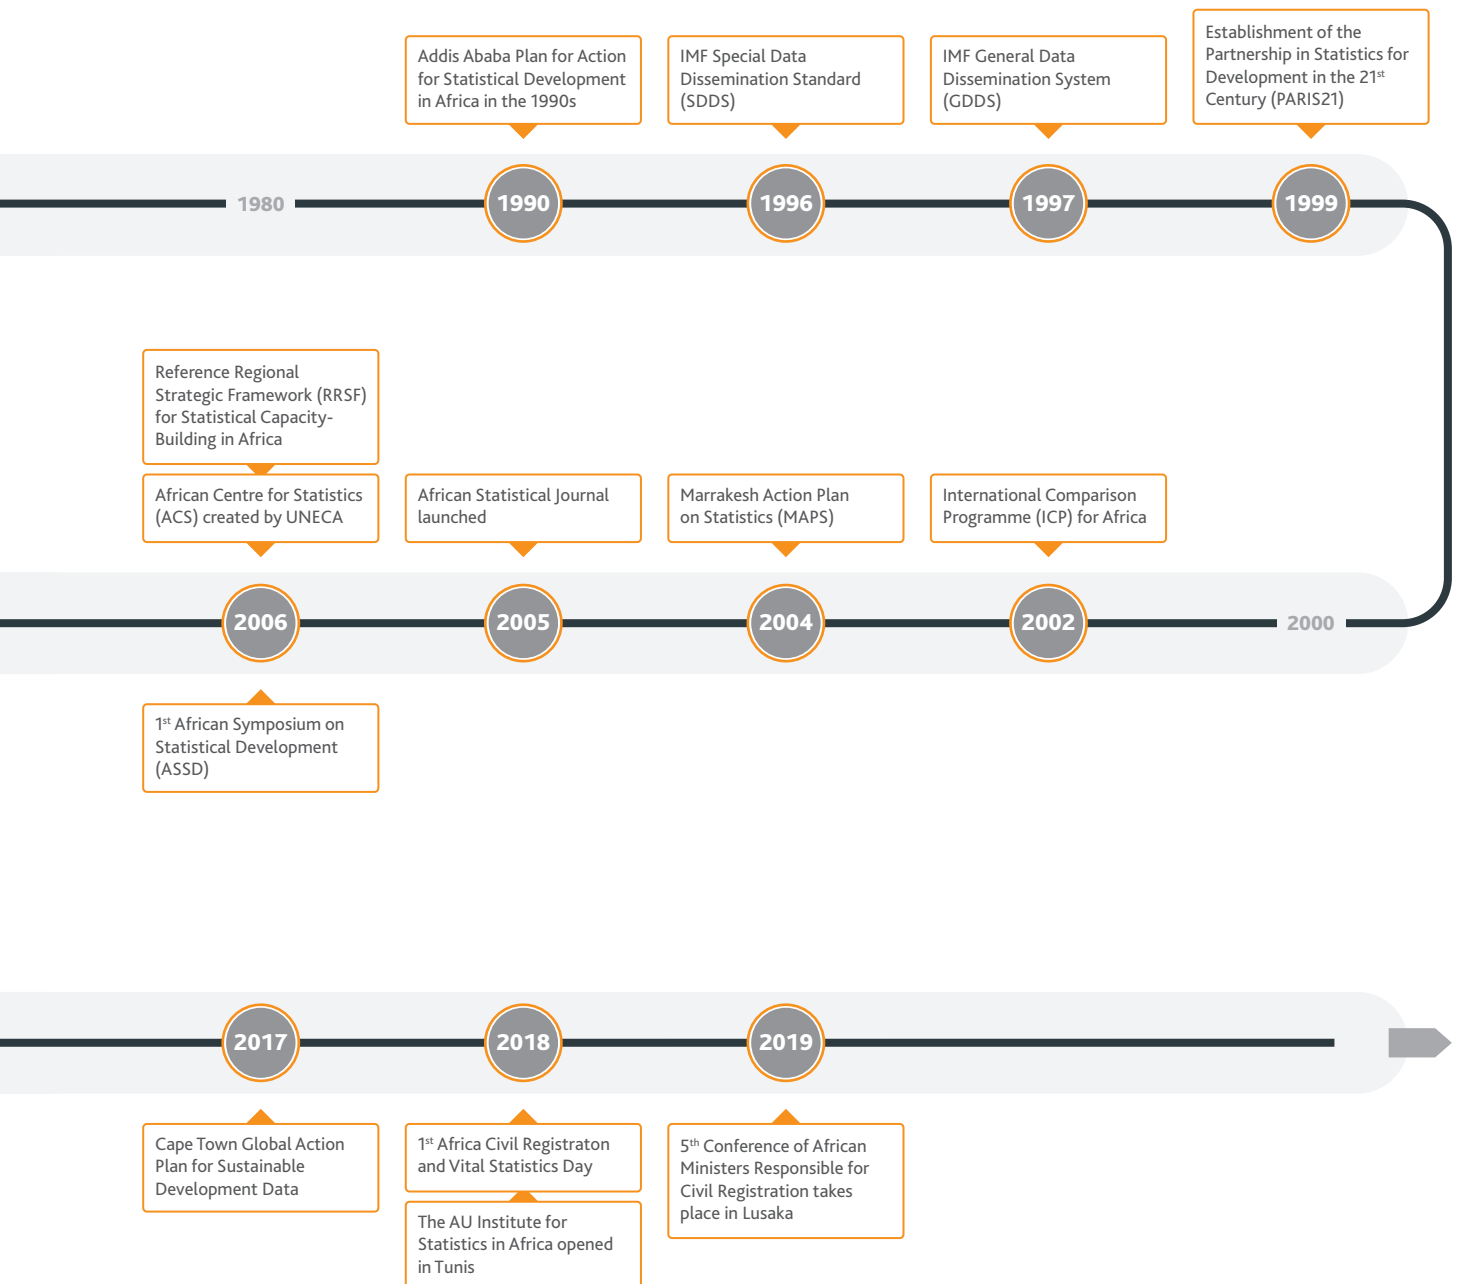 Addis Ababa Plan for Action
for Statistical Development
in Africa in the 1990s
IMF Special Data
Dissemination Standard
(SDDS)
IMF General Data
Dissemination System
(GDDS)
Establishment of the
Partnership in Statistics for
Development in the 21st
Century (PARIS21)
1980
1990
1996
1997
1999
Reference Regional
Strategic Framework (RRSF)
for Statistical Capacity-
Building in Africa
African Centre for Statistics
(ACS) created by UNECA
African Statistical Journal
launched
Marrakesh Action Plan
on Statistics (MAPS)
International Comparison
Programme (ICP) for Africa
2006
2005
2004
2002
2000
1st African Symposium on
Statistical Development
(ASSD)
2017
2018
2019
Cape Town Global Action
Plan for Sustainable
Development Data
1st Africa Civil Registraton
and Vital Statistics Day
The AU Institute for
Statistics in Africa opened
in Tunis
5th Conference of African
Ministers Responsible for
Civil Registration takes
place in Lusaka